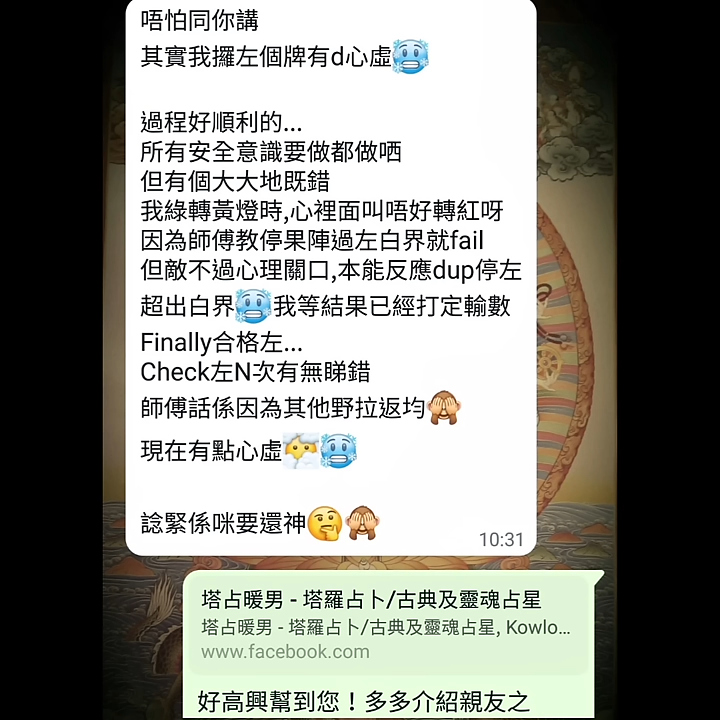 唔怕同你講
其實我攞左個牌有d心虛🥶
過程好順利的...
所有安全意識要做都做哂
但有個大大地既錯
我綠轉黃燈時,心裡面叫唔好轉紅呀
因為師傅教停果陣過左白界就fail
但敵不過心理關口,本能反應dup停左
超出白界🥶我等結果已經打定輸數
Finally合格左...
Check左N次有無睇錯
師傅話係因為其他野拉返均🙈
現在有點心虛😶‍🌫️🥶
諗緊係咪要還神🤔🙈
10:31
塔占暖男 - 塔羅占卜/古典及靈魂占星
塔占暖男 - 塔羅占卜/古典及靈魂占星, Kowlo...
www.facebook.com
好高興幫到您！多多介紹親友之